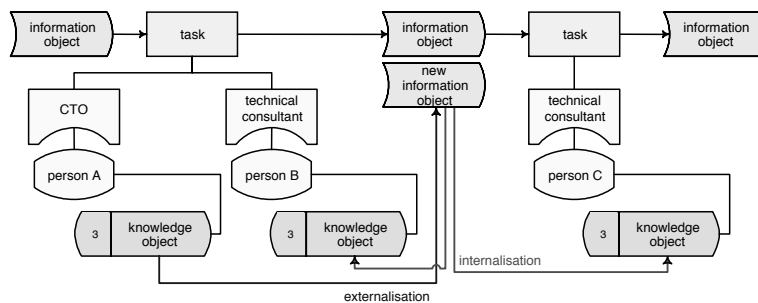 information
object
task
information
object
task
information
object
new
information
object
CTO
technical
consultant
technical
consultant
person A
person B
person C
3
knowledge
object
3
knowledge
object
3
knowledge
object
internalisation
externalisation